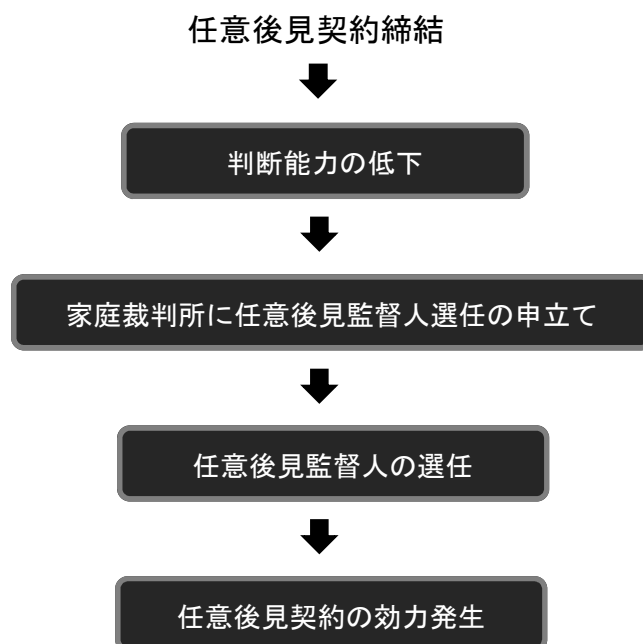 任意後見契約締結
判断能力の低下
家庭裁判所に任意後見監督人選任の申立て
任意後見監督人の選任
任意後見契約の効力発生